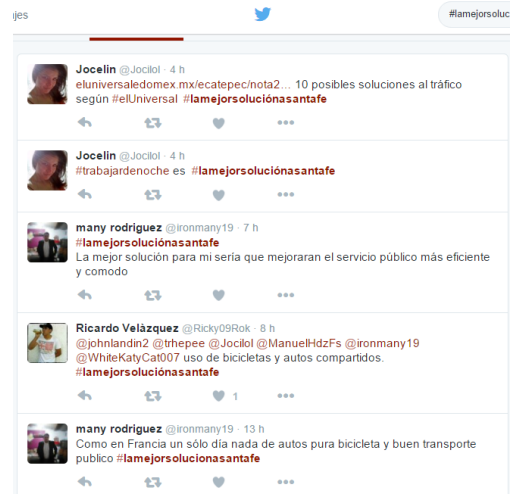 jes
#lamejorsoluc
Jocelin @Jocilol · 4 h
eluniversaledomex.mx/ecatepec/nota2... 10 posibles soluciones al tráfico
según #elUniversal #lamejorsoluciónasantafe
Jocelin @Jocilol · 4 h
#trabajardenoche es #lamejorsoluciónasantafe
many rodriguez @ironmany19 · 7 h
#lamejorsoluciónasantafe
La mejor solución para mi sería que mejoraran el servicio público más eficiente
y comodo
Ricardo Velàzquez @Ricky09Rok · 8 h
@johnlandin2 @trhepee @Jocilol @ManuelHdzFs @ironmany19
@WhiteKatyCat007 uso de bicicletas y autos compartidos.
#lamejorsoluciónasantafe
1
many rodriguez @ironmany19 · 13 h
Como en Francia un sólo día nada de autos pura bicicleta y buen transporte
publico #lamejorsolucionasantafe